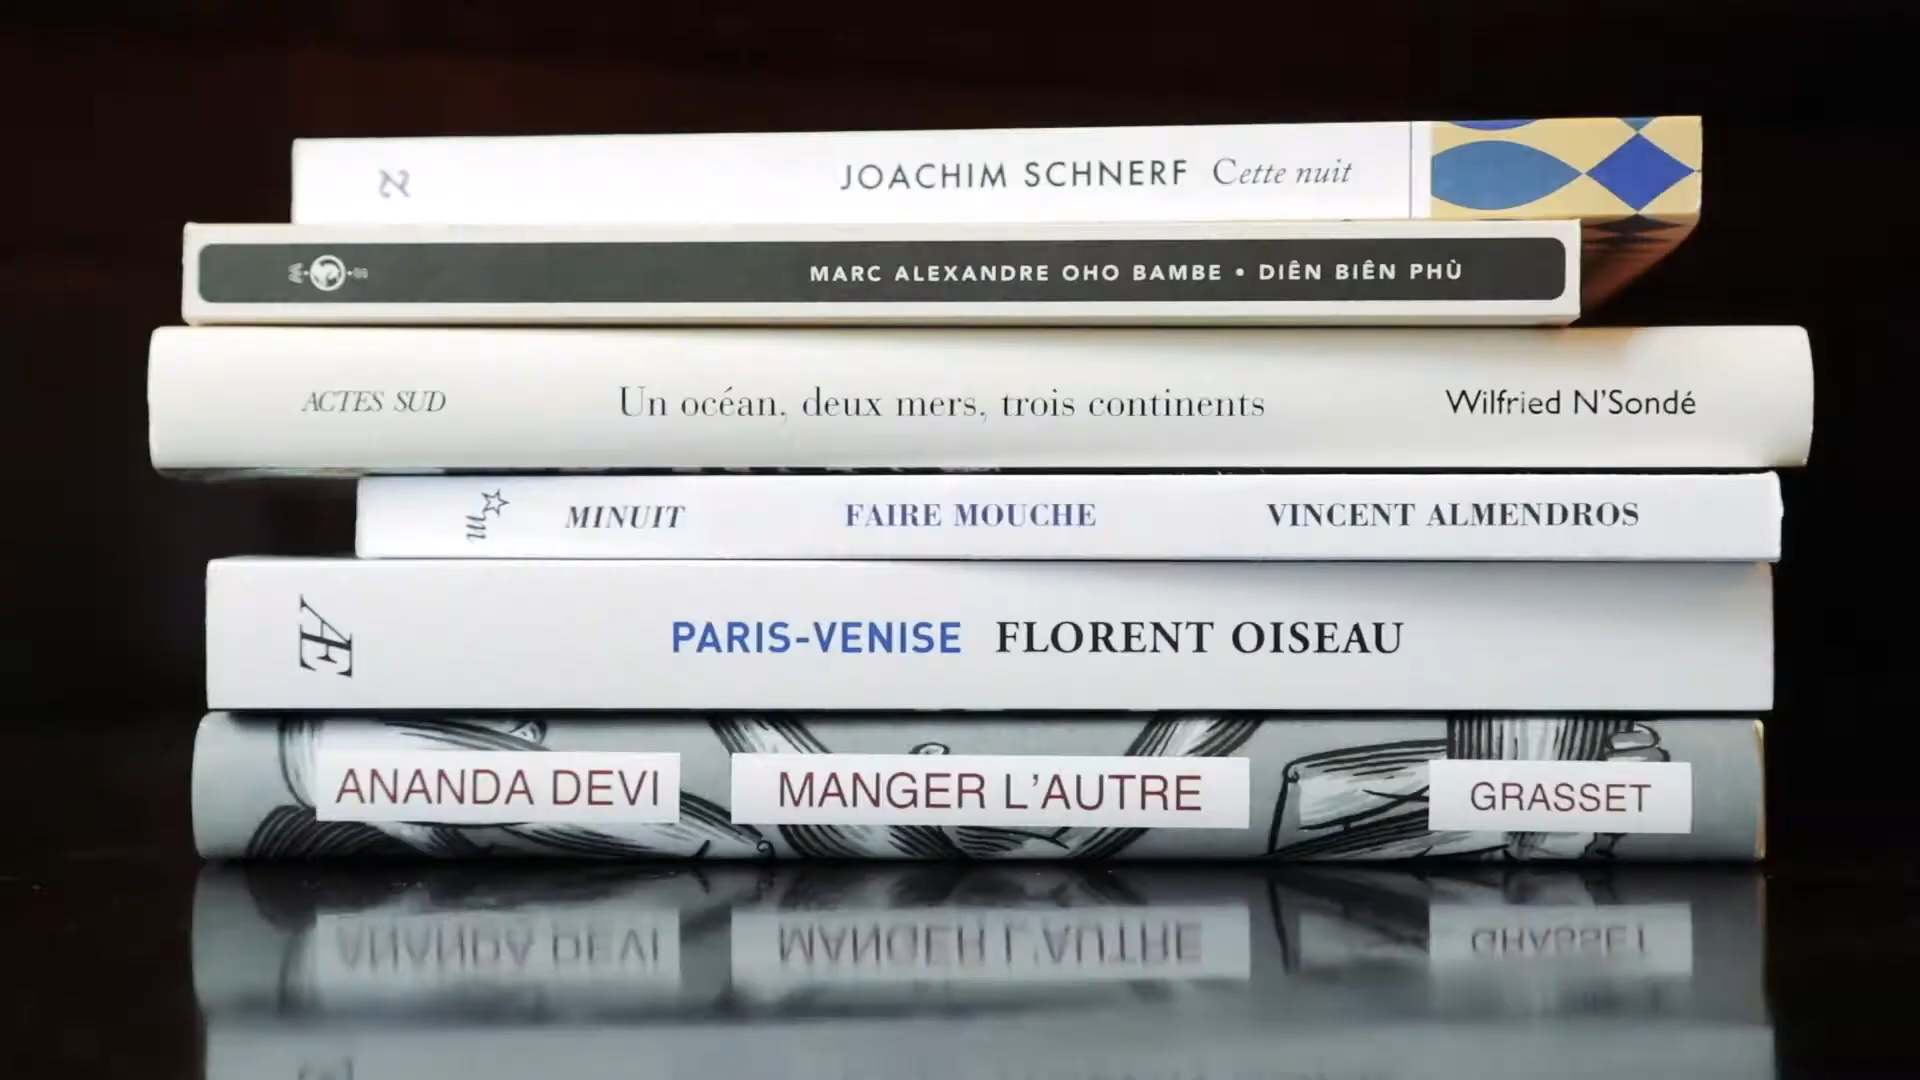 JOACHIM SCHNERF Cette nuit
W S MARC ALEXANDRE OHO BAMBE • DIÊN BIÊN PHÙ
ACTES SUD Un océan, deux mers, trois continents Wilfried N'Sondé
m MINUIT FAIRE MOUCHE VINCENT ALMENDROS
Æ PARIS-VENISE FLORENT OISEAU
ANANDA DEVI MANGER L'AUTRE GRASSET